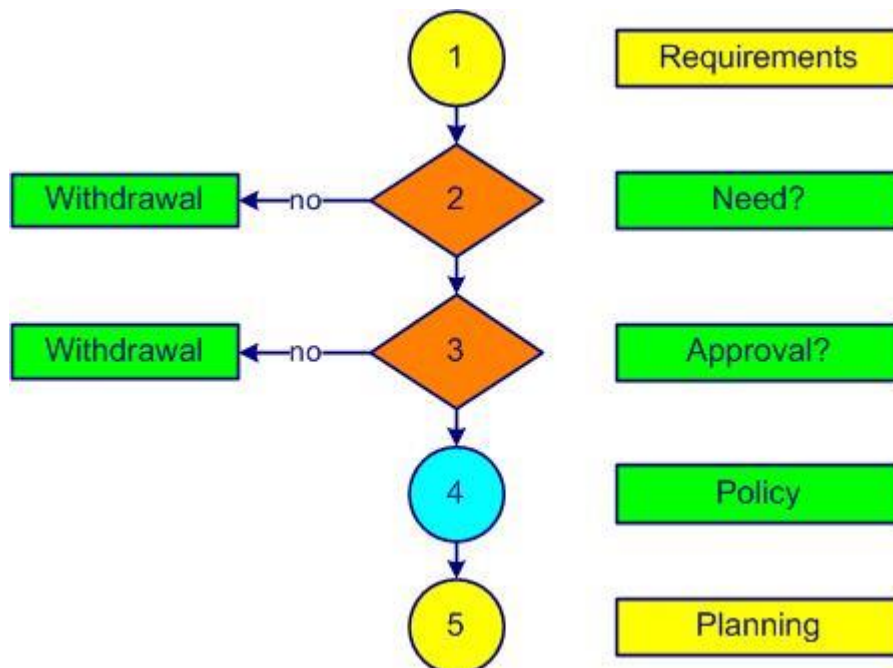 1 Requirements
Withdrawal no 2 Need?
Withdrawal no 3 Approval?
4 Policy
5 Planning